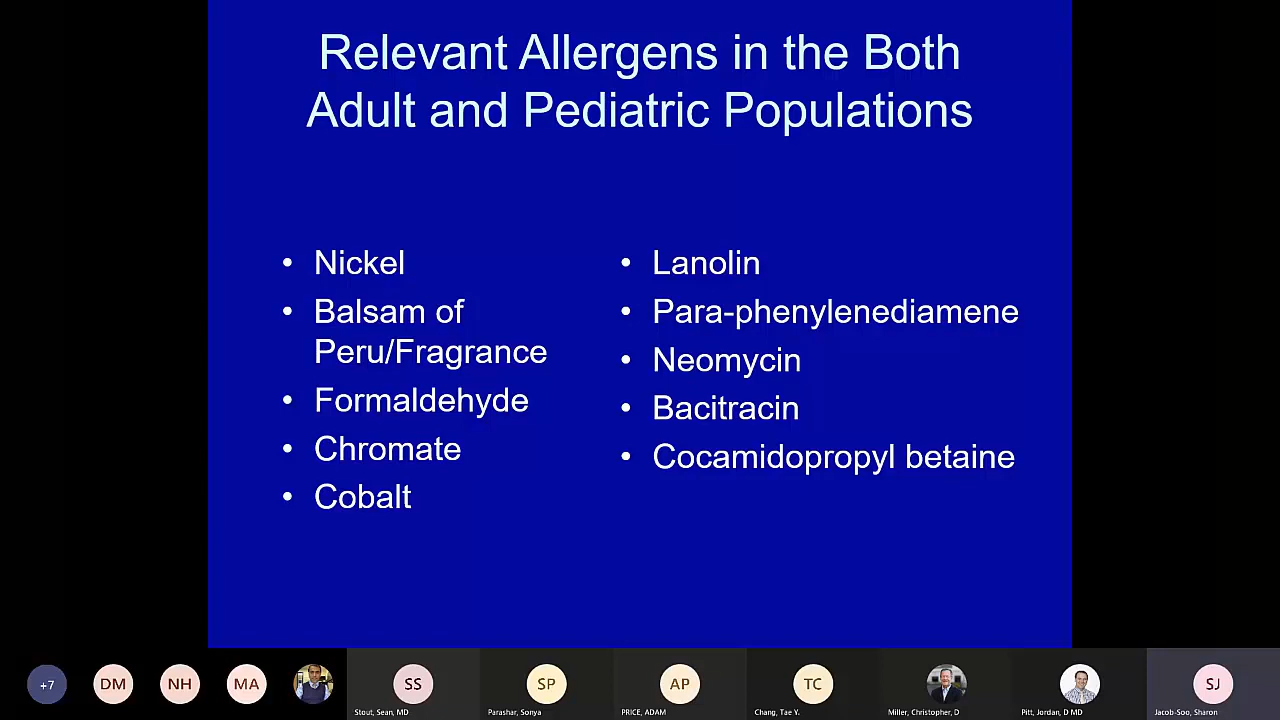 Relevant Allergens in the Both
Adult and Pediatric Populations
• Nickel
• Balsam of
Peru/Fragrance
• Formaldehyde
• Chromate
• Cobalt
• Lanolin
• Para-phenylenediamene
• Neomycin
• Bacitracin
• Cocamidopropyl betaine
+7
DM
NH
MA
SS
SP
AP
TC
SJ
Stout, Sean, MD
Parashar, Sonya
PRICE, ADAM
Chang, Tae Y.
Miller, Christopher, D
Pitt, Jordan, D MD
Jacob-Soo, Sharon